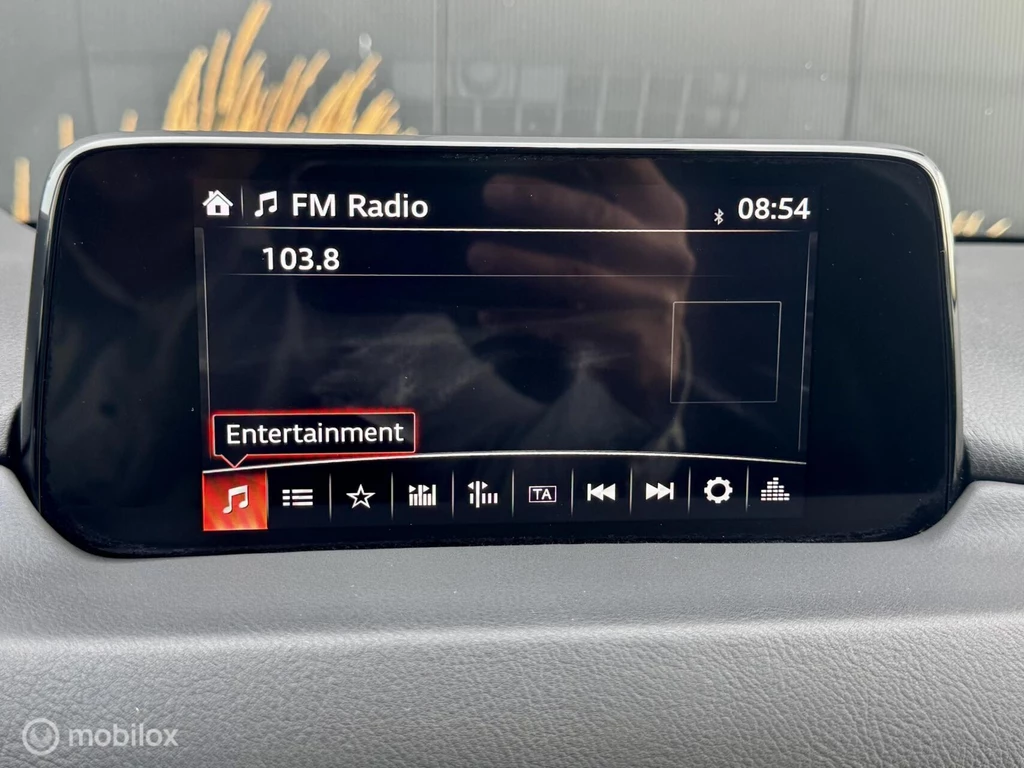 FM Radio
08:54
103.8
Entertainment
TA
mobilox